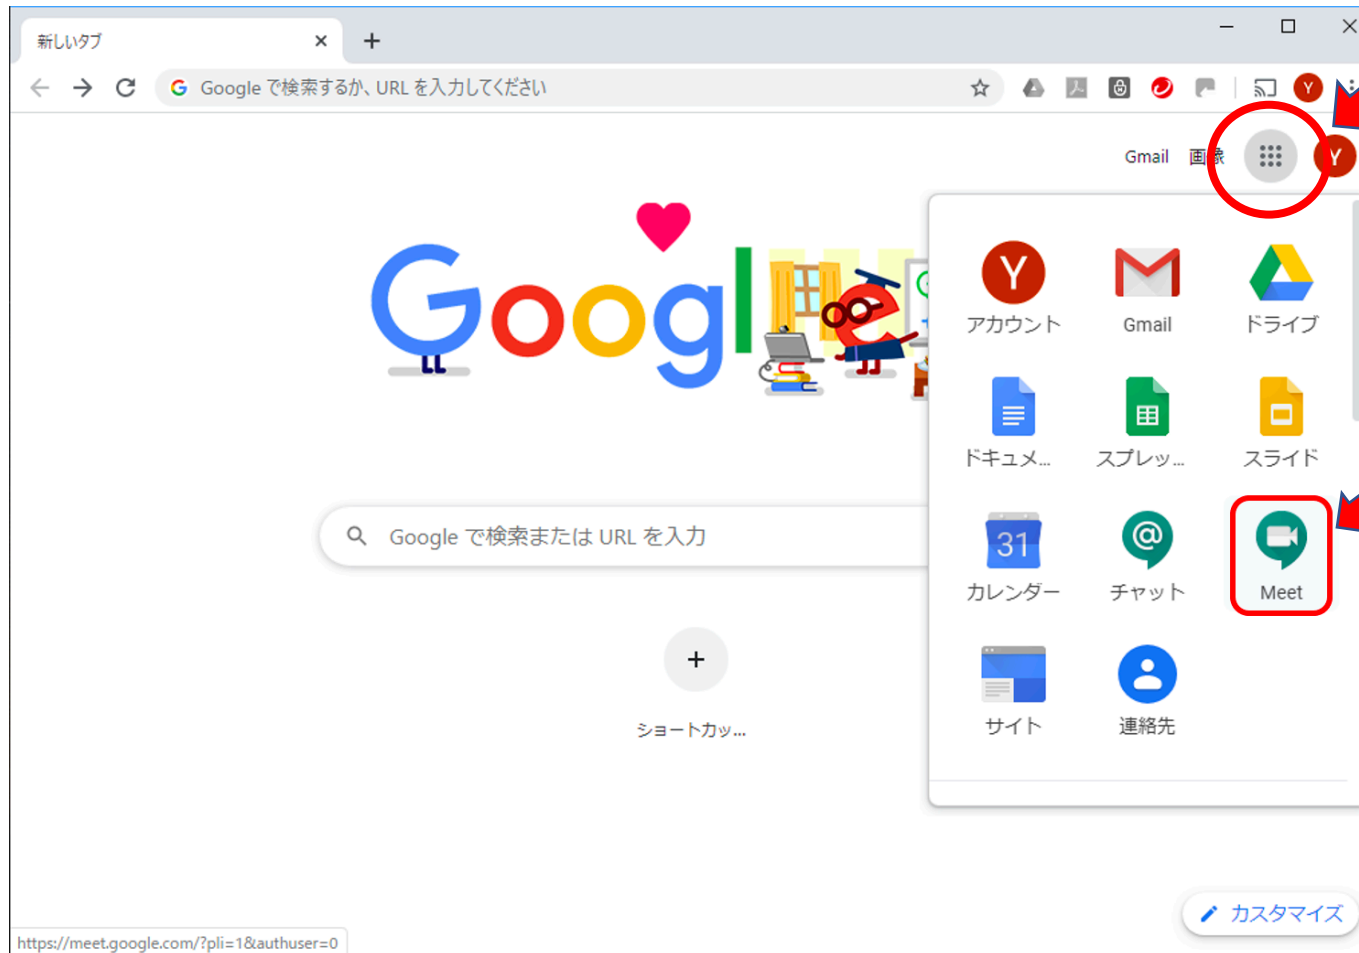 新しいタブ
Google で検索するか、URL を入力してください
Y
Gmail 画像
Y
Google
Y
アカウント Gmail ドライブ
ドキュメ... スプレッ... スライド
31
@
カレンダー チャット Meet
サイト 連絡先
Google で検索または URL を入力
ショートカッ...
カスタマイズ
https://meet.google.com/?pli=1&authuser=0